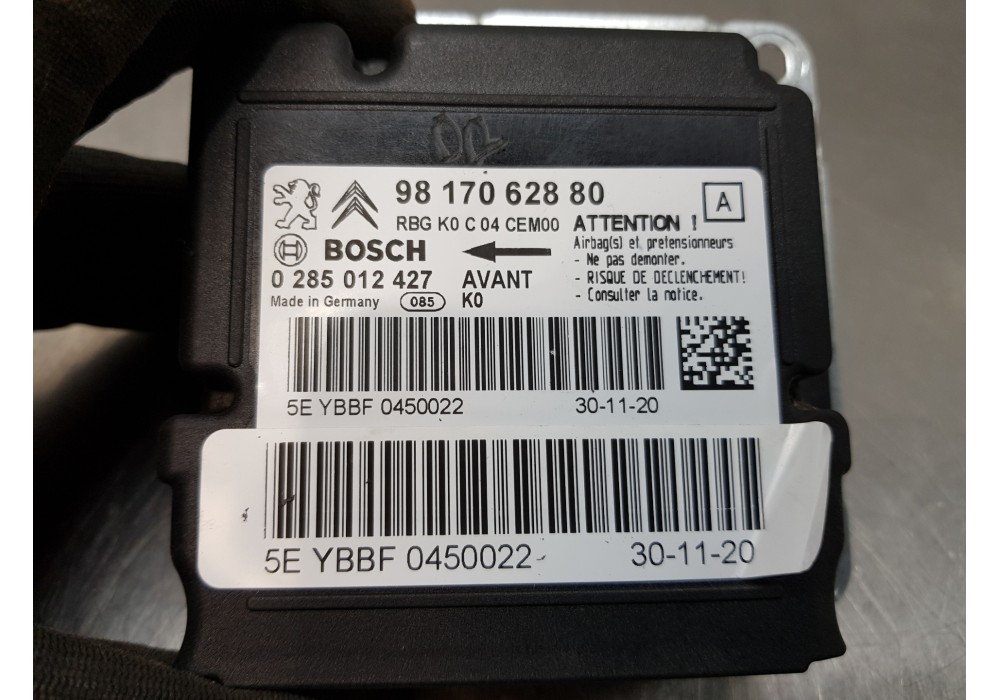 98 170 628 80
A
RBG K0 C 04 CEM00
ATTENTION !
Airbag(s) et pretensionneurs
- Ne pas demonter.
- RISQUE DE DECLENCHEMENT!
- Consulter la notice.
BOSCH
0 285 012 427 AVANT
Made in Germany 085 K0
5E YBBF 0450022 30-11-20
5E YBBF 0450022 30-11-20